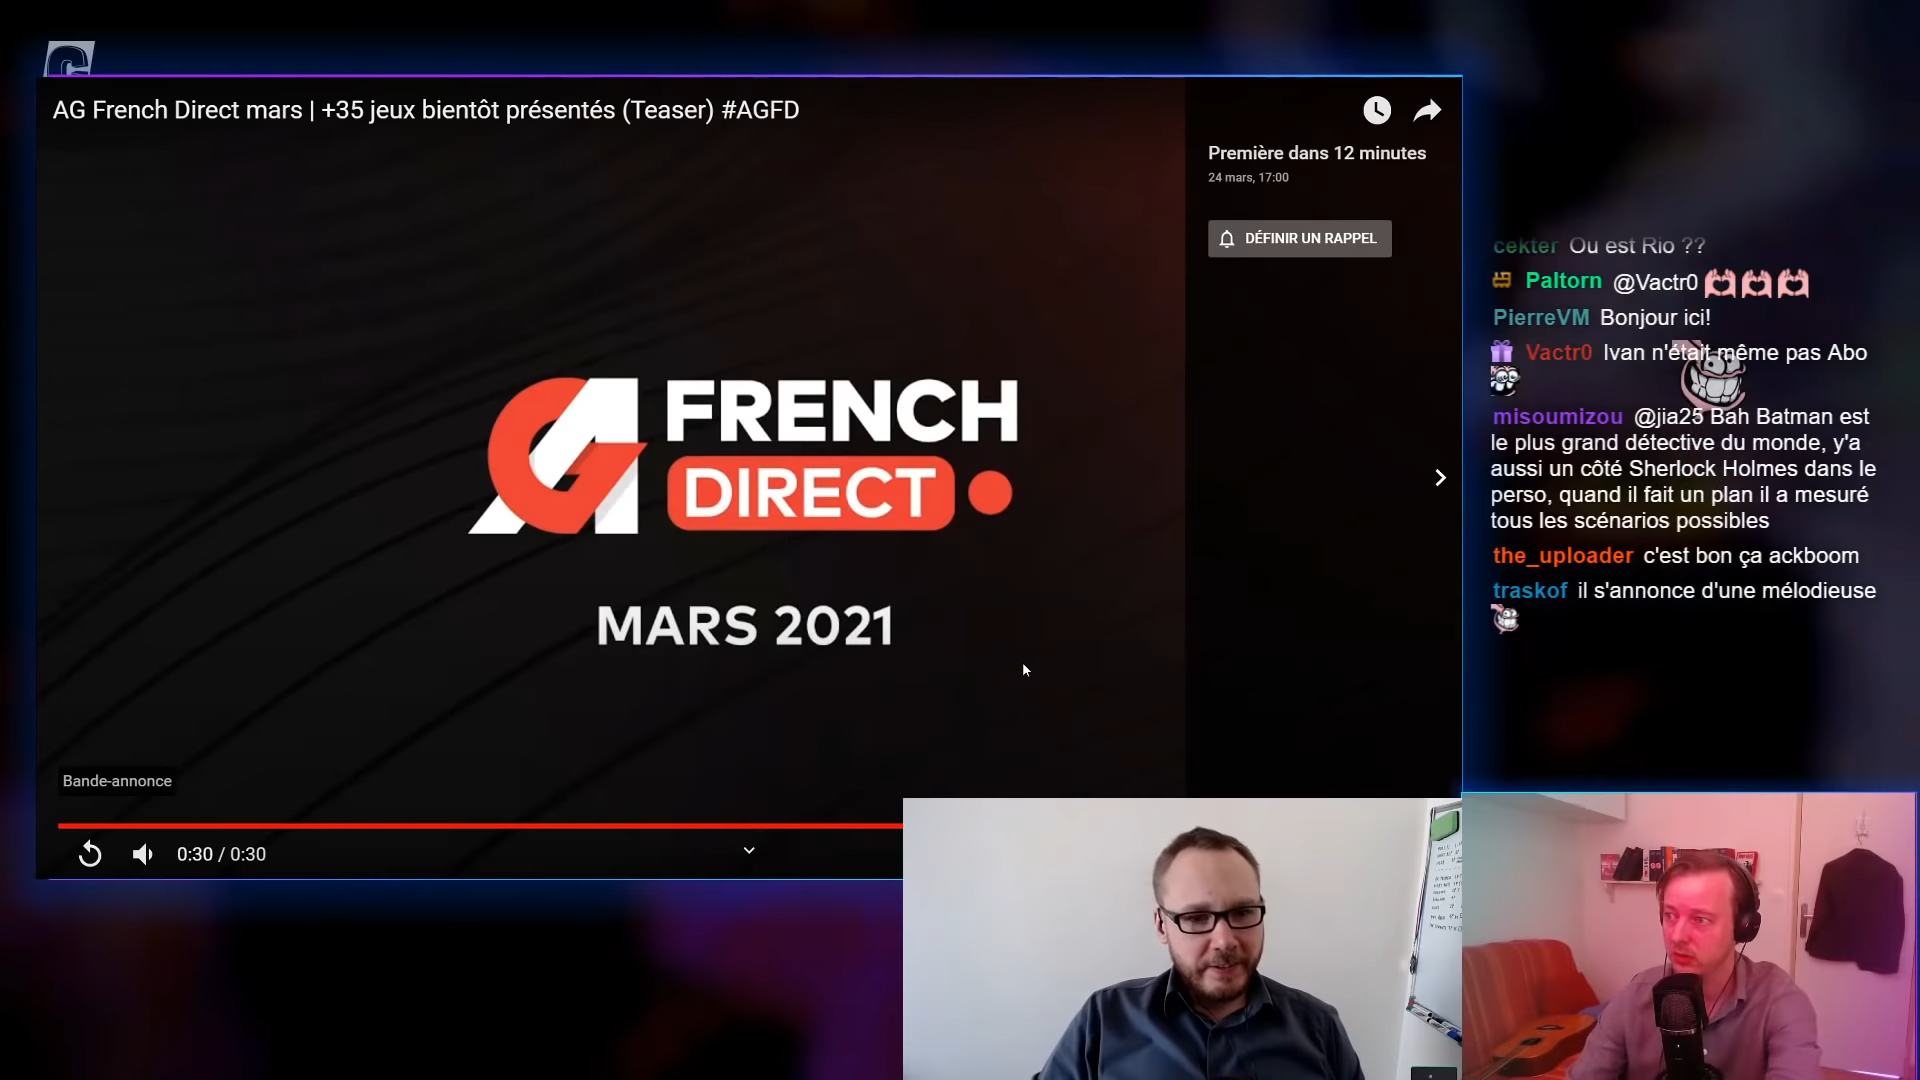 AG French Direct mars | +35 jeux bientôt présentés (Teaser) #AGFD
Première dans 12 minutes
24 mars, 17:00
DÉFINIR UN RAPPEL
FRENCH
DIRECT
MARS 2021
Bande-annonce
0:30 / 0:30
cekter Ou est Rio ??
Paltorn @Vactr0
PierreVM Bonjour ici!
Vactr0 Ivan n'était même pas Abo
misoumizou @jia25 Bah Batman est
le plus grand détective du monde, y'a
aussi un côté Sherlock Holmes dans le
perso, quand il fait un plan il a mesuré
tous les scénarios possibles
the_uploader c'est bon ça ackboom
traskof il s'annonce d'une mélodieuse